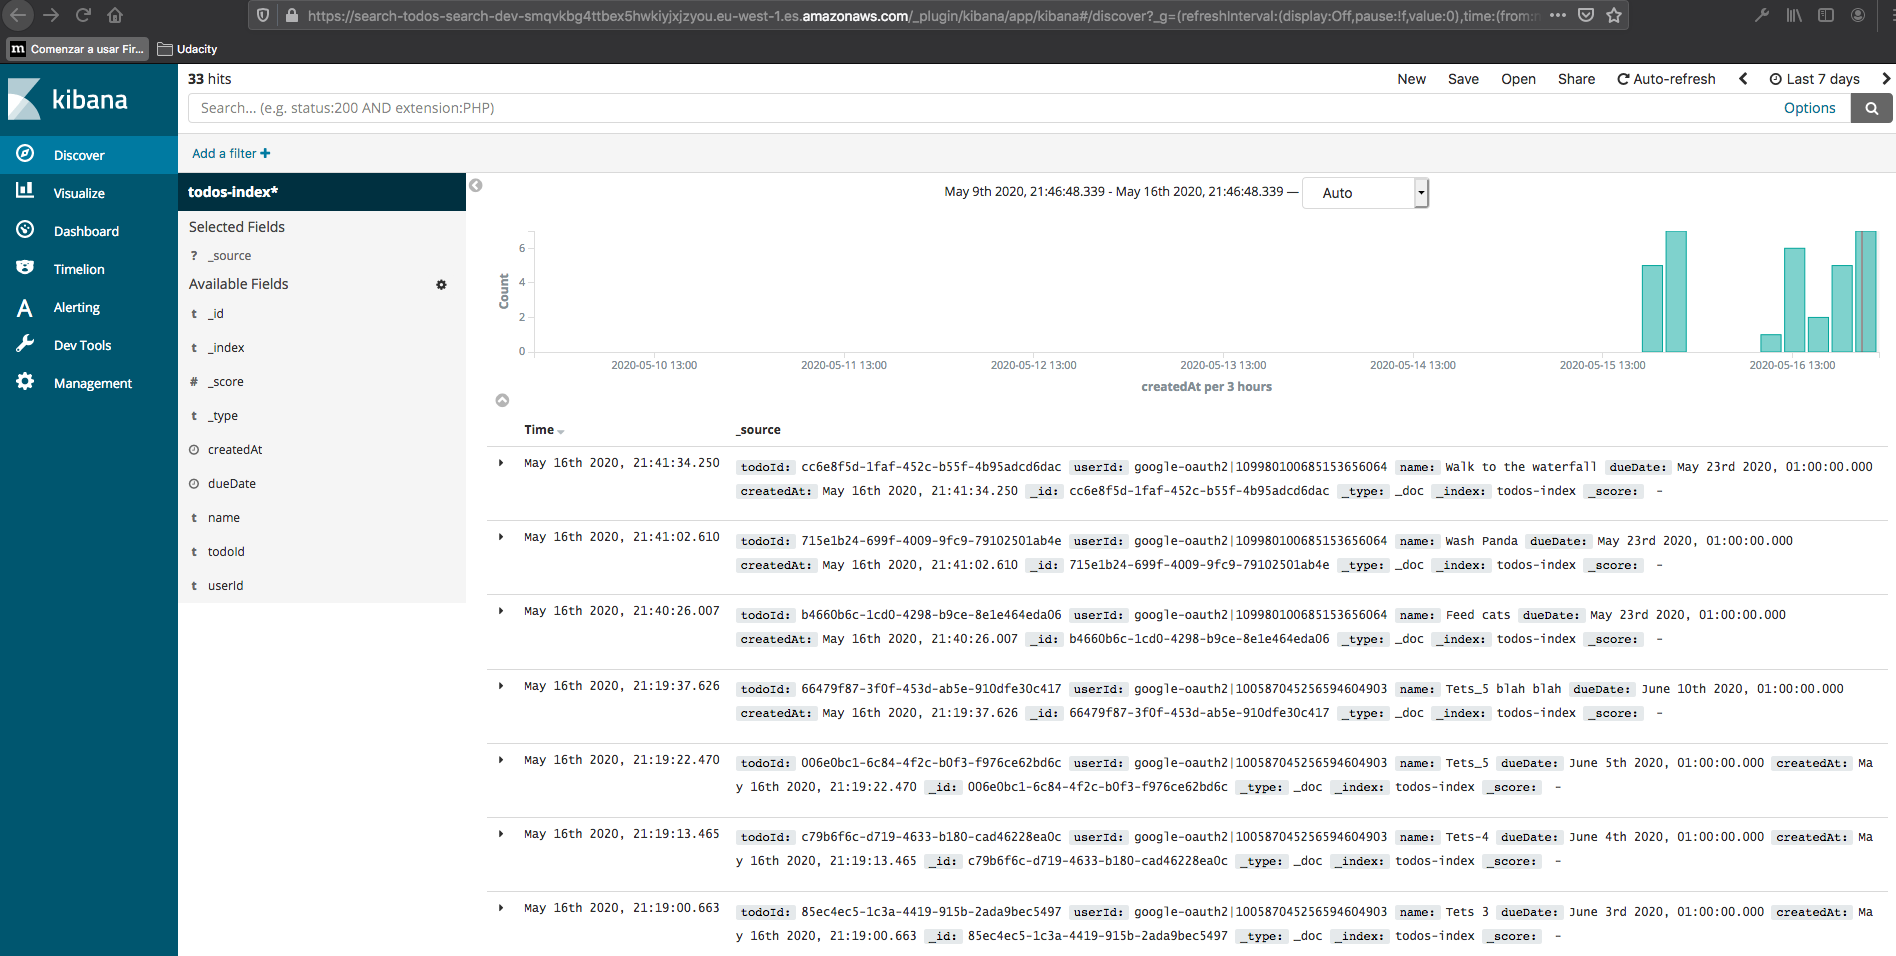 https://search-todos-search-dev-smqvkbg4ttbex5hwkiyjxjzyou.eu-west-1.es.amazonaws.com/_plugin/kibana/app/kibana#/discover?_g=(refreshInterval:(display:Off,pause:!f,value:0),time:(from:n
m Comenzar a usar Fir... Udacity
kibana
Discover
Visualize
Dashboard
Timelion
Alerting
Dev Tools
Management
33 hits
New Save Open Share Auto-refresh Last 7 days
Search... (e.g. status:200 AND extension:PHP) Options
Add a filter +
todos-index*
Selected Fields
? _source
Available Fields
t _id
t _index
# _score
t _type
createdAt
dueDate
t name
t todoId
t userId
May 9th 2020, 21:46:48.339 - May 16th 2020, 21:46:48.339 — Auto
Count
6
4
2
0
2020-05-10 13:00 2020-05-11 13:00 2020-05-12 13:00 2020-05-13 13:00 2020-05-14 13:00 2020-05-15 13:00 2020-05-16 13:00
createdAt per 3 hours
Time _source
May 16th 2020, 21:41:34.250 todoId: cc6e8f5d-1faf-452c-b55f-4b95adcd6dac userId: google-oauth2|109980100685153656064 name: Walk to the waterfall dueDate: May 23rd 2020, 01:00:00.000
createdAt: May 16th 2020, 21:41:34.250 _id: cc6e8f5d-1faf-452c-b55f-4b95adcd6dac _type: _doc _index: todos-index _score: -
May 16th 2020, 21:41:02.610 todoId: 715e1b24-699f-4009-9fc9-79102501ab4e userId: google-oauth2|109980100685153656064 name: Wash Panda dueDate: May 23rd 2020, 01:00:00.000
createdAt: May 16th 2020, 21:41:02.610 _id: 715e1b24-699f-4009-9fc9-79102501ab4e _type: _doc _index: todos-index _score: -
May 16th 2020, 21:40:26.007 todoId: b4660b6c-1cd0-4298-b9ce-8e1e464eda06 userId: google-oauth2|109980100685153656064 name: Feed cats dueDate: May 23rd 2020, 01:00:00.000
createdAt: May 16th 2020, 21:40:26.007 _id: b4660b6c-1cd0-4298-b9ce-8e1e464eda06 _type: _doc _index: todos-index _score: -
May 16th 2020, 21:19:37.626 todoId: 66479f87-3f0f-453d-ab5e-910dfe30c417 userId: google-oauth2|100587045256594604903 name: Tets_5 blah blah dueDate: June 10th 2020, 01:00:00.000
createdAt: May 16th 2020, 21:19:37.626 _id: 66479f87-3f0f-453d-ab5e-910dfe30c417 _type: _doc _index: todos-index _score: -
May 16th 2020, 21:19:22.470 todoId: 006e0bc1-6c84-4f2c-b0f3-f976ce62bd6c userId: google-oauth2|100587045256594604903 name: Tets_5 dueDate: June 5th 2020, 01:00:00.000 createdAt: Ma
y 16th 2020, 21:19:22.470 _id: 006e0bc1-6c84-4f2c-b0f3-f976ce62bd6c _type: _doc _index: todos-index _score: -
May 16th 2020, 21:19:13.465 todoId: c79b6f6c-d719-4633-b180-cad46228ea0c userId: google-oauth2|100587045256594604903 name: Tets-4 dueDate: June 4th 2020, 01:00:00.000 createdAt: Ma
y 16th 2020, 21:19:13.465 _id: c79b6f6c-d719-4633-b180-cad46228ea0c _type: _doc _index: todos-index _score: -
May 16th 2020, 21:19:00.663 todoId: 85ec4ec5-1c3a-4419-915b-2ada9bec5497 userId: google-oauth2|100587045256594604903 name: Tets 3 dueDate: June 3rd 2020, 01:00:00.000 createdAt: Ma
y 16th 2020, 21:19:00.663 _id: 85ec4ec5-1c3a-4419-915b-2ada9bec5497 _type: _doc _index: todos-index _score: -